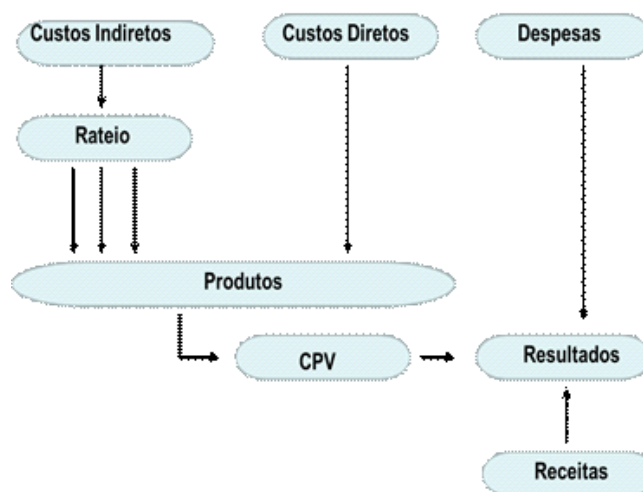 Custos Indiretos
Custos Diretos
Despesas
Rateio
Produtos
CPV
Resultados
Receitas